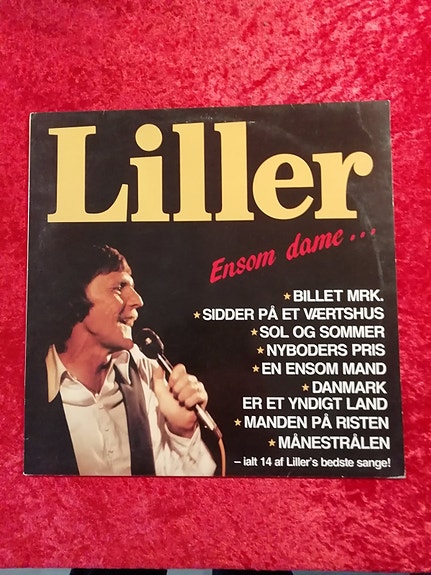 Liller
Ensom dame...
★ BILLET MRK.
★ SIDDER PÅ ET VÆRTSHUS
★ SOL OG SOMMER
★ NYBODERS PRIS
★ EN ENSOM MAND
★ DANMARK
ER ET YNDIGT LAND
★ MANDEN PÅ RISTEN
★ MÅNESTRÅLEN
– ialt 14 af Liller's bedste sange!